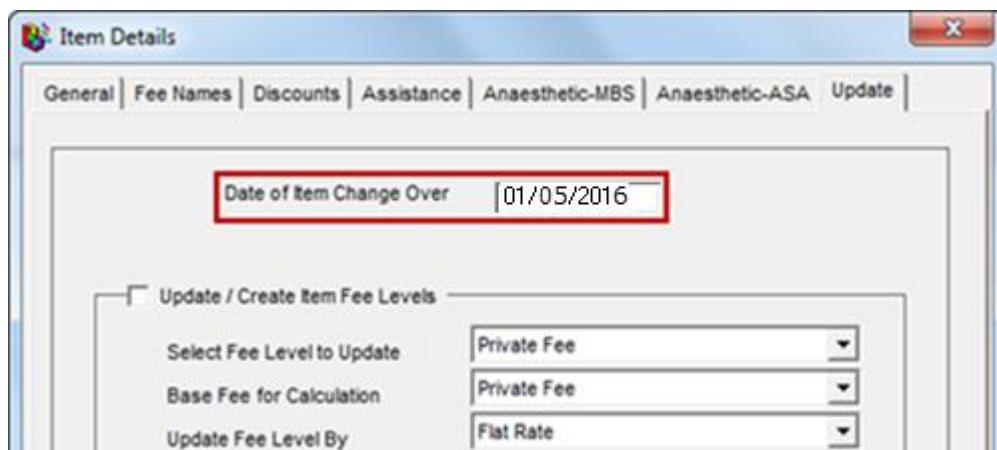 Item Details
General Fee Names Discounts Assistance Anaesthetic-MBS Anaesthetic-ASA Update
Date of Item Change Over 01/05/2016
Update / Create Item Fee Levels
Select Fee Level to Update Private Fee
Base Fee for Calculation Private Fee
Update Fee Level By Flat Rate